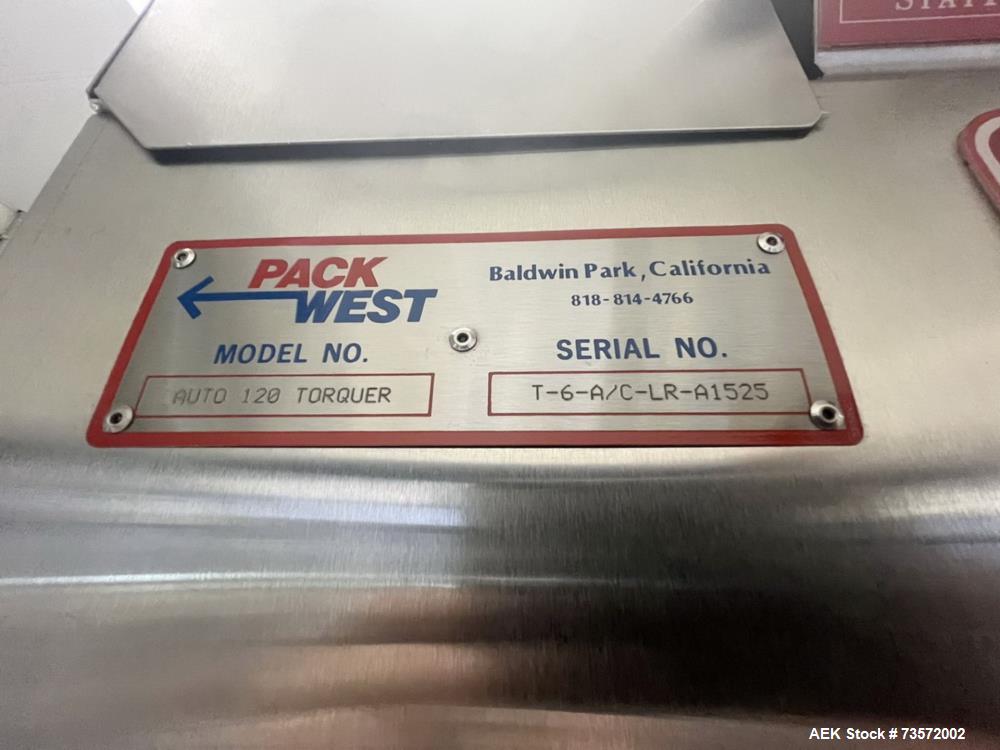 PACK
WEST
Baldwin Park, California
818-814-4766
MODEL NO.
SERIAL NO.
AUTO 120 TORQUER
T-6-A/C-LR-A1525
AEK Stock # 73572002